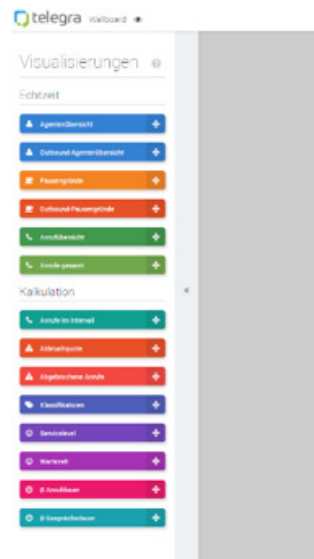 telegra Wallboard
Visualisierungen
Echtzeit
Agentenübersicht
Outbound-Agentenübersicht
Pausengründe
Outbound-Pausengründe
Anrufübersicht
Anrufe gesamt
Kalkulation
Anrufe im Intervall
Abbruchquote
Abgebrochene Anrufe
Klassifikatoren
Servicelevel
Wartezeit
Ø Anrufdauer
Ø Gesprächsdauer